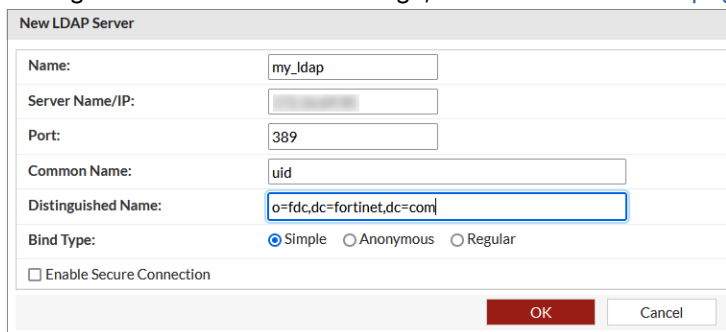 New LDAP Server
Name: my_ldap
Server Name/IP:
Port: 389
Common Name: uid
Distinguished Name: o=fdc,dc=fortinet,dc=com
Bind Type: Simple Anonymous Regular
Enable Secure Connection
OK Cancel